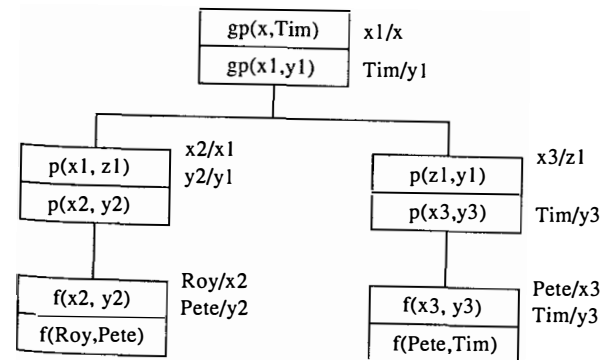 gp(x,Tim)
x1/x
gp(x1,y1)
Tim/y1
p(x1, z1)
x2/x1
y2/y1
p(x2, y2)
p(z1,y1)
x3/z1
p(x3,y3)
Tim/y3
f(x2, y2)
Roy/x2
Pete/y2
f(Roy,Pete)
f(x3, y3)
Pete/x3
Tim/y3
f(Pete,Tim)